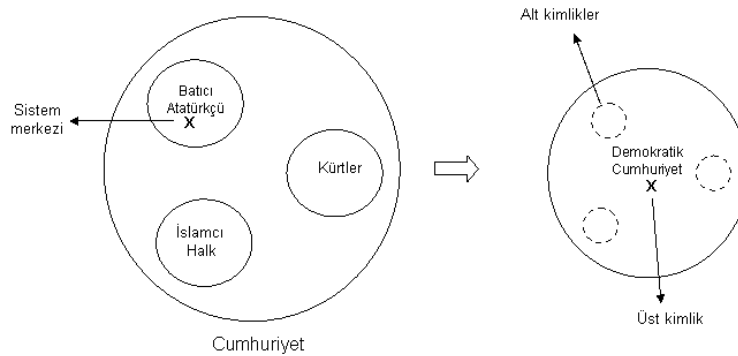 Alt kimlikler
Batıcı
Atatürkçü
X
Sistem
merkezi
Kürtler
İslamcı
Halk
Cumhuriyet
Demokratik
Cumhuriyet
X
Üst kimlik